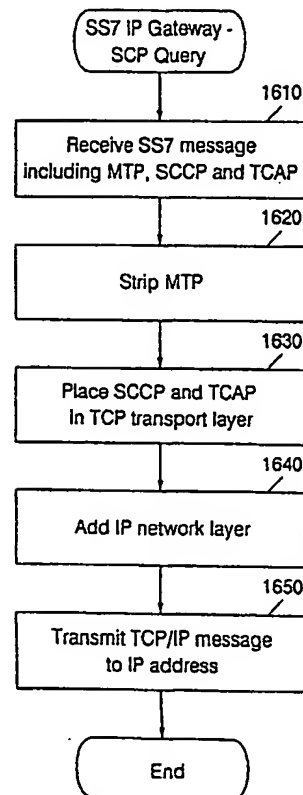 SS7 IP Gateway -
SCP Query
1610
Receive SS7 message
including MTP, SCCP and TCAP
1620
Strip MTP
1630
Place SCCP and TCAP
in TCP transport layer
1640
Add IP network layer
1650
Transmit TCP/IP message
to IP address
End